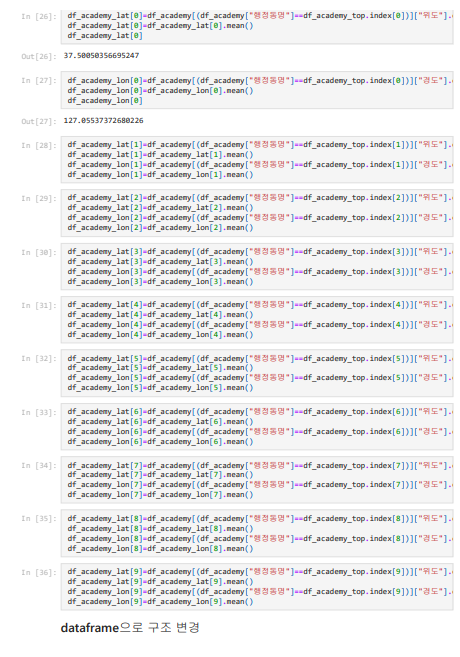 In [26]: df_academy_lat[0]=df_academy[(df_academy["행정동명"]==df_academy_top.index[0])]["위도"].
df_academy_lat[0]=df_academy_lat[0].mean()
df_academy_lat[0]
Out[26]: 37.50050356695247
In [27]: df_academy_lon[0]=df_academy[(df_academy["행정동명"]==df_academy_top.index[0])]["경도"].
df_academy_lon[0]=df_academy_lon[0].mean()
df_academy_lon[0]
Out[27]: 127.05537372680226
In [28]: df_academy_lat[1]=df_academy[(df_academy["행정동명"]==df_academy_top.index[1])]["위도"].
df_academy_lat[1]=df_academy_lat[1].mean()
df_academy_lon[1]=df_academy[(df_academy["행정동명"]==df_academy_top.index[1])]["경도"].
df_academy_lon[1]=df_academy_lon[1].mean()
In [29]: df_academy_lat[2]=df_academy[(df_academy["행정동명"]==df_academy_top.index[2])]["위도"].
df_academy_lat[2]=df_academy_lat[2].mean()
df_academy_lon[2]=df_academy[(df_academy["행정동명"]==df_academy_top.index[2])]["경도"].
df_academy_lon[2]=df_academy_lon[2].mean()
In [30]: df_academy_lat[3]=df_academy[(df_academy["행정동명"]==df_academy_top.index[3])]["위도"].
df_academy_lat[3]=df_academy_lat[3].mean()
df_academy_lon[3]=df_academy[(df_academy["행정동명"]==df_academy_top.index[3])]["경도"].
df_academy_lon[3]=df_academy_lon[3].mean()
In [31]: df_academy_lat[4]=df_academy[(df_academy["행정동명"]==df_academy_top.index[4])]["위도"].
df_academy_lat[4]=df_academy_lat[4].mean()
df_academy_lon[4]=df_academy[(df_academy["행정동명"]==df_academy_top.index[4])]["경도"].
df_academy_lon[4]=df_academy_lon[4].mean()
In [32]: df_academy_lat[5]=df_academy[(df_academy["행정동명"]==df_academy_top.index[5])]["위도"].
df_academy_lat[5]=df_academy_lat[5].mean()
df_academy_lon[5]=df_academy[(df_academy["행정동명"]==df_academy_top.index[5])]["경도"].
df_academy_lon[5]=df_academy_lon[5].mean()
In [33]: df_academy_lat[6]=df_academy[(df_academy["행정동명"]==df_academy_top.index[6])]["위도"].
df_academy_lat[6]=df_academy_lat[6].mean()
df_academy_lon[6]=df_academy[(df_academy["행정동명"]==df_academy_top.index[6])]["경도"].
df_academy_lon[6]=df_academy_lon[6].mean()
In [34]: df_academy_lat[7]=df_academy[(df_academy["행정동명"]==df_academy_top.index[7])]["위도"].
df_academy_lat[7]=df_academy_lat[7].mean()
df_academy_lon[7]=df_academy[(df_academy["행정동명"]==df_academy_top.index[7])]["경도"].
df_academy_lon[7]=df_academy_lon[7].mean()
In [35]: df_academy_lat[8]=df_academy[(df_academy["행정동명"]==df_academy_top.index[8])]["위도"].
df_academy_lat[8]=df_academy_lat[8].mean()
df_academy_lon[8]=df_academy[(df_academy["행정동명"]==df_academy_top.index[8])]["경도"].
df_academy_lon[8]=df_academy_lon[8].mean()
In [36]: df_academy_lat[9]=df_academy[(df_academy["행정동명"]==df_academy_top.index[9])]["위도"].
df_academy_lat[9]=df_academy_lat[9].mean()
df_academy_lon[9]=df_academy[(df_academy["행정동명"]==df_academy_top.index[9])]["경도"].
df_academy_lon[9]=df_academy_lon[9].mean()
dataframe으로 구조 변경